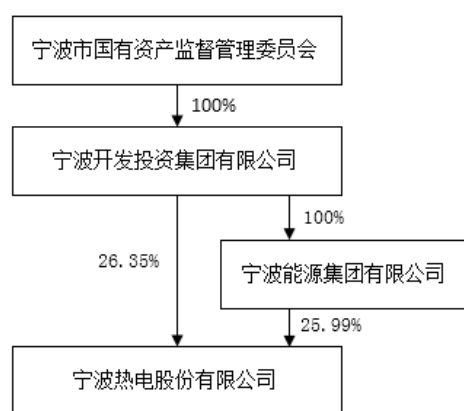 宁波市国有资产监督管理委员会
100%
宁波开发投资集团有限公司
100%
26.35%
宁波能源集团有限公司
25.99%
宁波热电股份有限公司